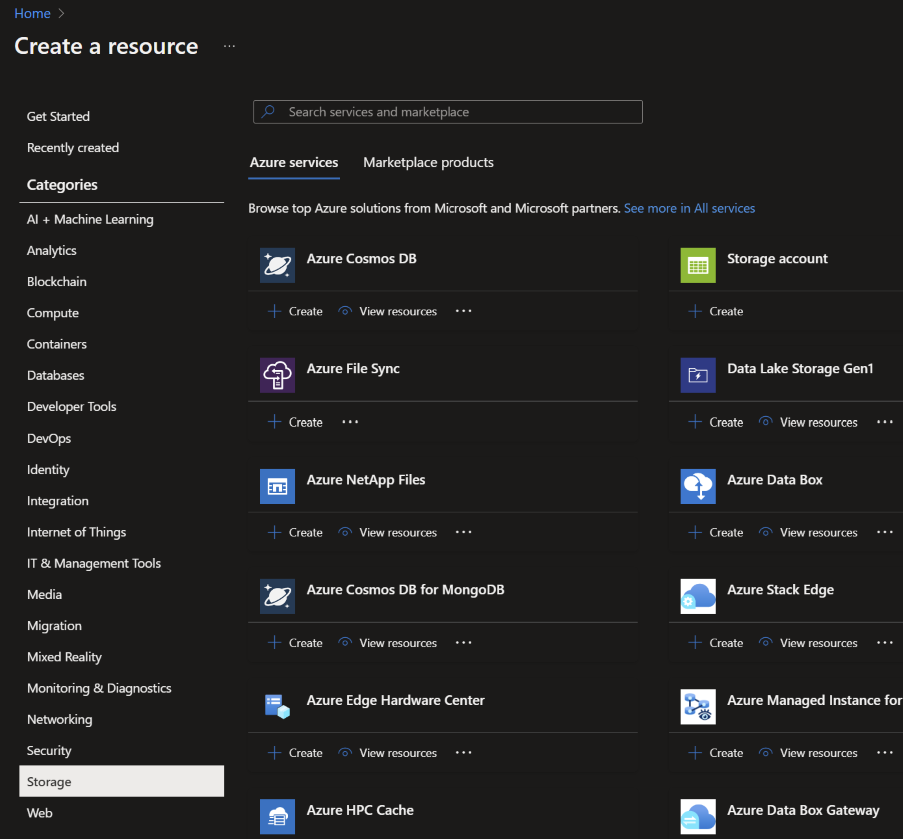 Home
Create a resource
Get Started
Recently created
Categories
AI + Machine Learning
Analytics
Blockchain
Compute
Containers
Databases
Developer Tools
DevOps
Identity
Integration
Internet of Things
IT & Management Tools
Media
Migration
Mixed Reality
Monitoring & Diagnostics
Networking
Security
Storage
Web
Search services and marketplace
Azure services Marketplace products
Browse top Azure solutions from Microsoft and Microsoft partners. See more in All services
Azure Cosmos DB
Create View resources ...
Storage account
Create
Azure File Sync
Create ...
Data Lake Storage Gen1
Create View resources ...
Azure NetApp Files
Create View resources ...
Azure Data Box
Create View resources ...
Azure Cosmos DB for MongoDB
Create View resources ...
Azure Stack Edge
Create View resources ...
Azure Edge Hardware Center
Create View resources ...
Azure Managed Instance for
Create View resources ...
Azure HPC Cache
Azure Data Box Gateway